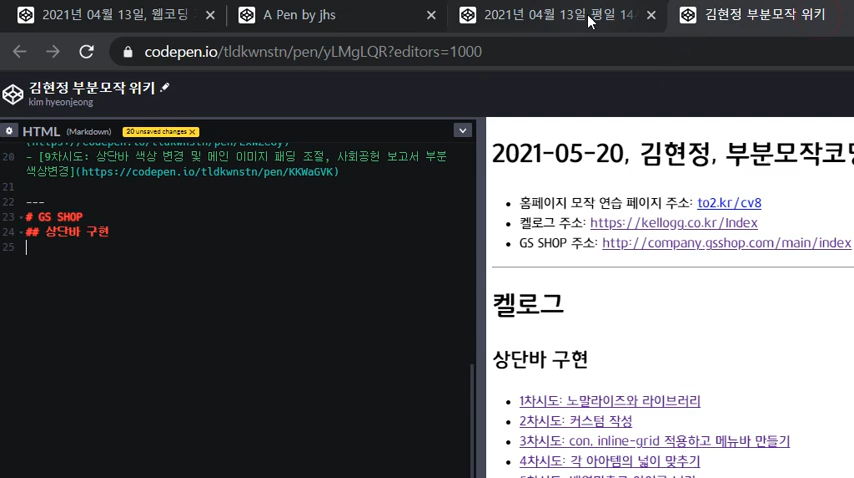 2021년 04월 13일, 웹코딩
A Pen by jhs
2021년 04월 13일 평일 14
김현정 부분모작 위키
codepen.io/tldkwnstn/pen/yLMgLQR?editors=1000
김현정 부분모작 위키
kim hyeonjeong
HTML (Markdown) 20 unsaved changes X
20 - [9차시도: 상단바 색상 변경 및 메인 이미지 패딩 조절, 사회공헌 보고서 부분
색상변경](https://codepen.io/tldkwnstn/pen/KKWaGVK)
21
22 ---
23 # GS SHOP
24 ## 상단바 구현
25
2021-05-20, 김현정, 부분모작코딩
홈페이지 모작 연습 페이지 주소: to2.kr/cv8
켈로그 주소: https://kellogg.co.kr/Index
GS SHOP 주소: http://company.gsshop.com/main/index
켈로그
상단바 구현
1차시도: 노말라이즈와 라이브러리
2차시도: 커스텀 작성
3차시도: con, inline-grid 적용하고 메뉴바 만들기
4차시도: 각 아아템의 넓이 맞추기